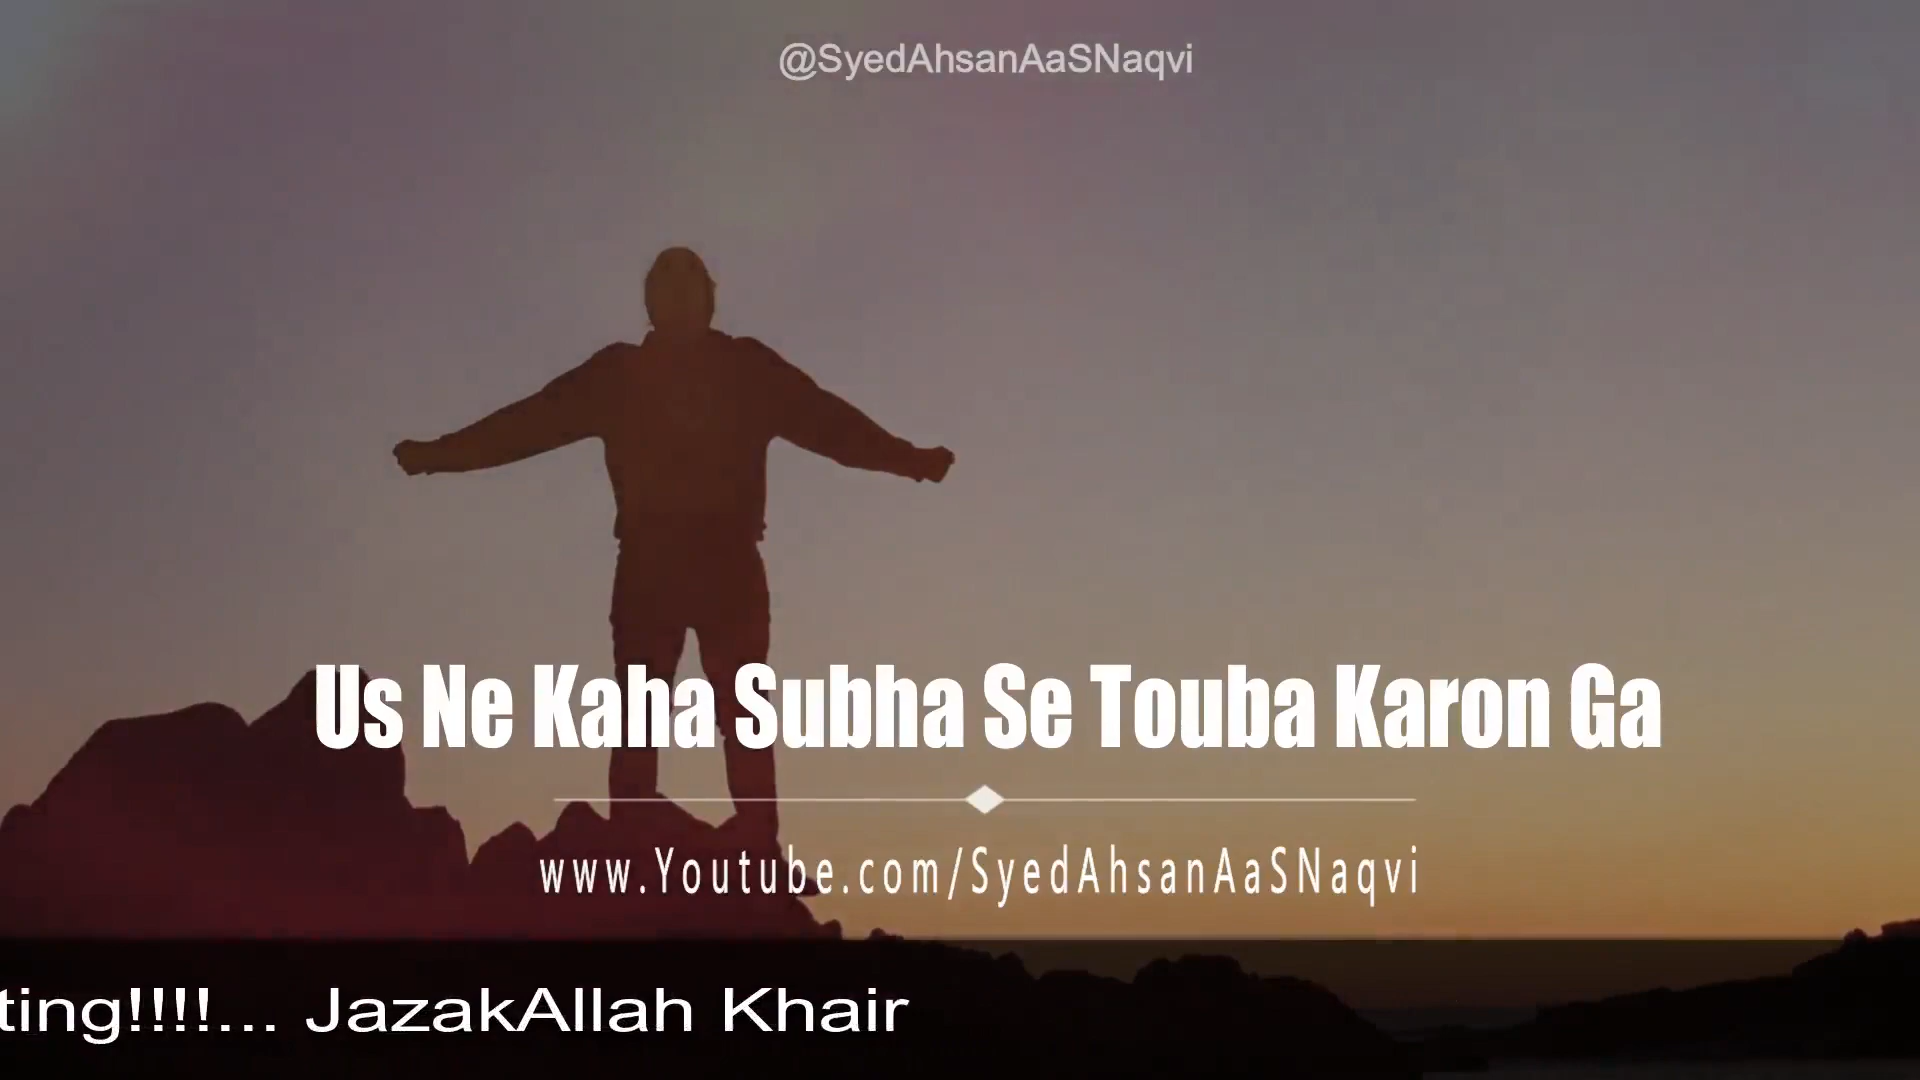 @SyedAhsanAaSNaqvi
Us Ne Kaha Subha Se Touba Karon Ga
www.Youtube.com/SyedAhsanAaSNaqvi
ting!!!!... JazakAllah Khair